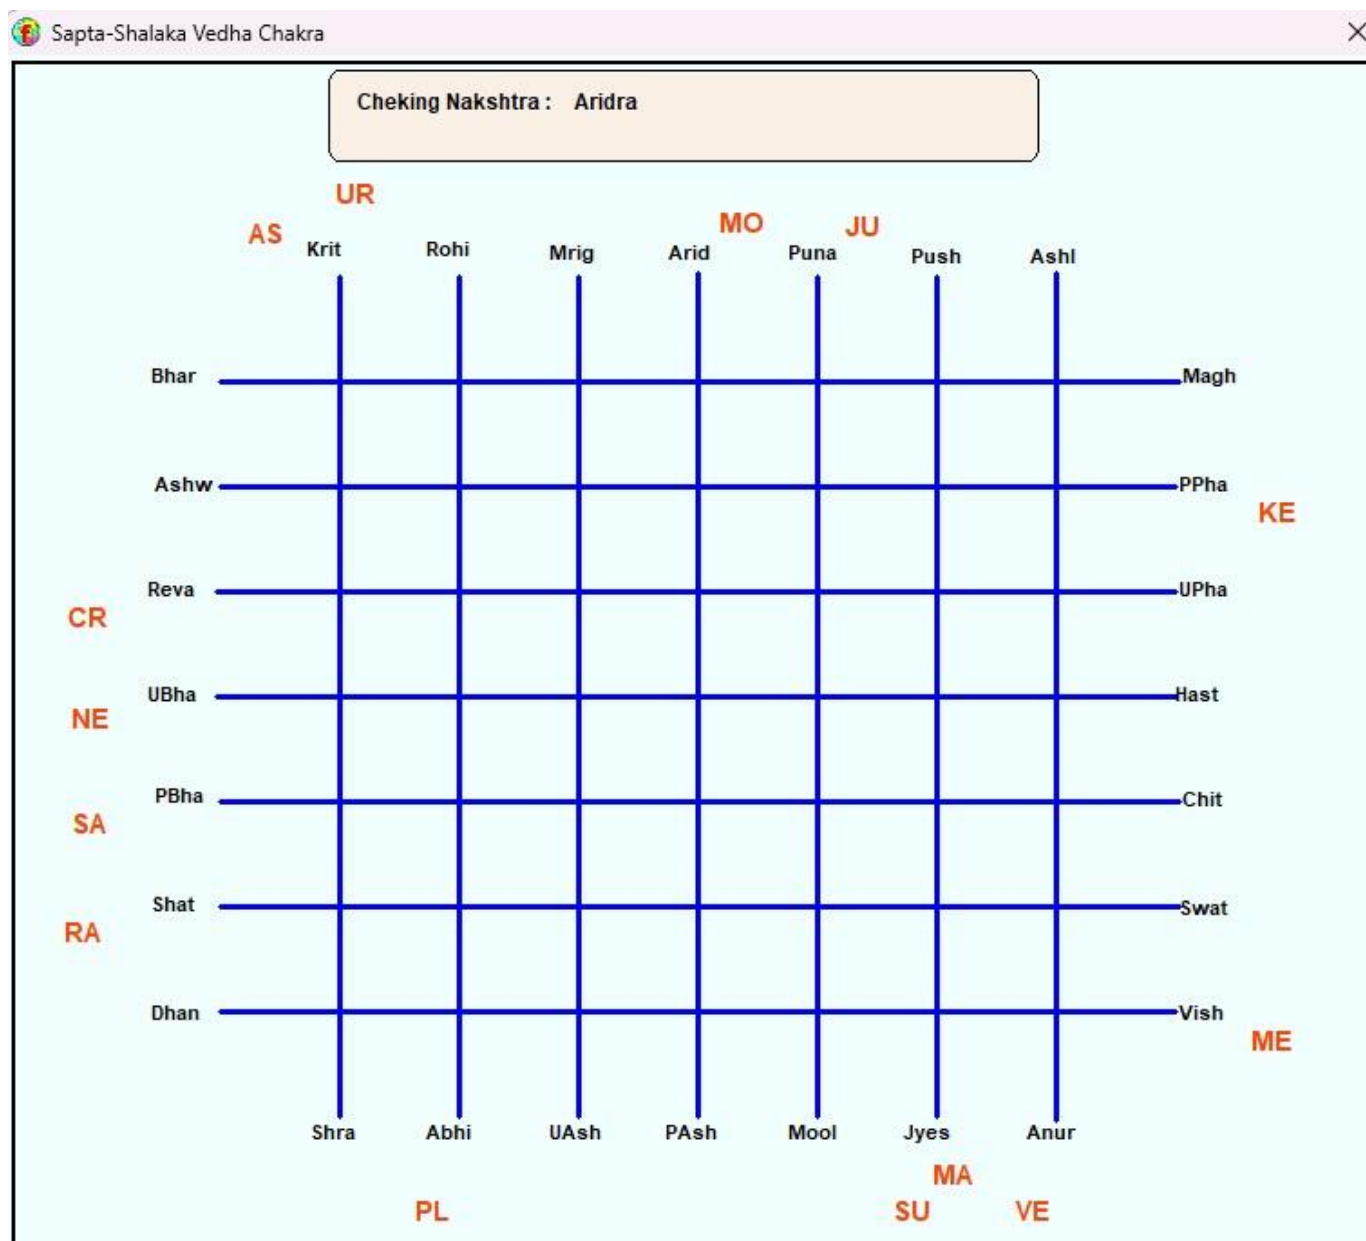 Sapta-Shalaka Vedha Chakra
Cheking Nakshtra : Aridra
UR
AS MO JU
Krit Rohi Mrig Arid Puna Push Ashl
Bhar Magh
Ashw PPha
KE
Reva UPha
CR
UBha Hast
NE
PBha Chit
SA
Shat Swat
RA
Dhan Vish
ME
Shra Abhi UAsh PAsh Mool Jyes Anur
MA
PL SU VE